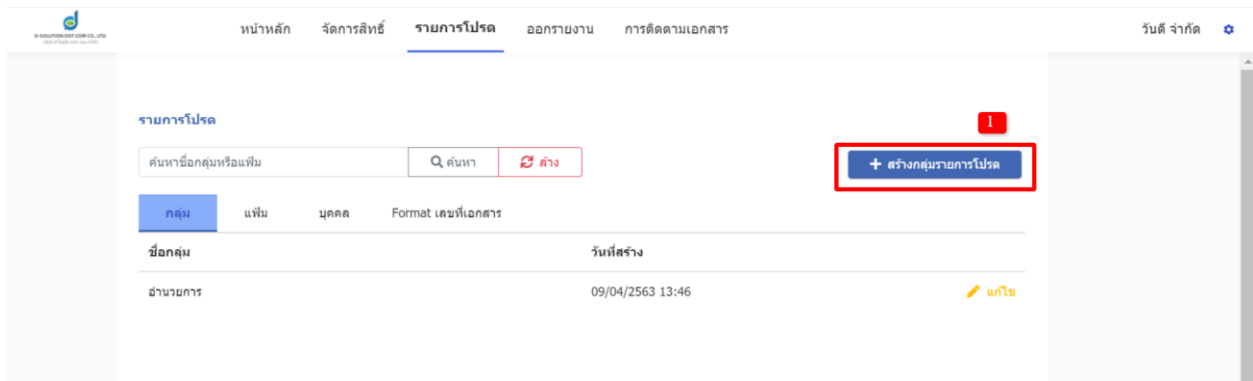 D-SOLUTION DOT COM CO., LTD.
หน้าหลัก จัดการสิทธิ์ รายการโปรด ออกรายงาน การติดตามเอกสาร วันดี จำกัด
รายการโปรด
1
ค้นหาชื่อกลุ่มหรือแฟ้ม ค้นหา ล้าง + สร้างกลุ่มรายการโปรด
กลุ่ม แฟ้ม บุคคล Format เลขที่เอกสาร
ชื่อกลุ่ม วันที่สร้าง
อำนวยการ 09/04/2563 13:46 แก้ไข